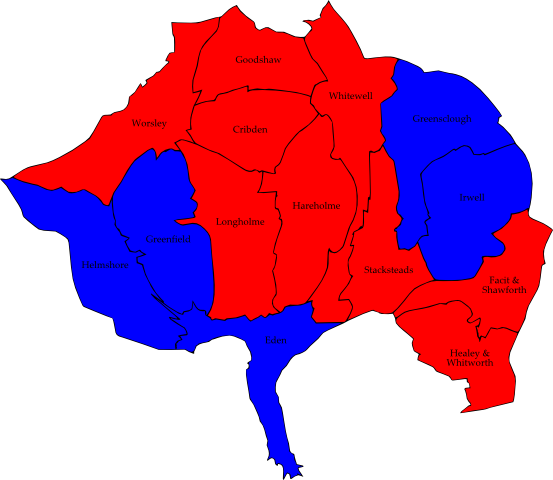 Goodshaw
Whitewell
Greensclough
Worsley
Cribden
Irwell
Hareholme
Longholme
Greenfield
Helmshore
Stacksteads
Facit &
Shawforth
Eden
Healey &
Whitworth